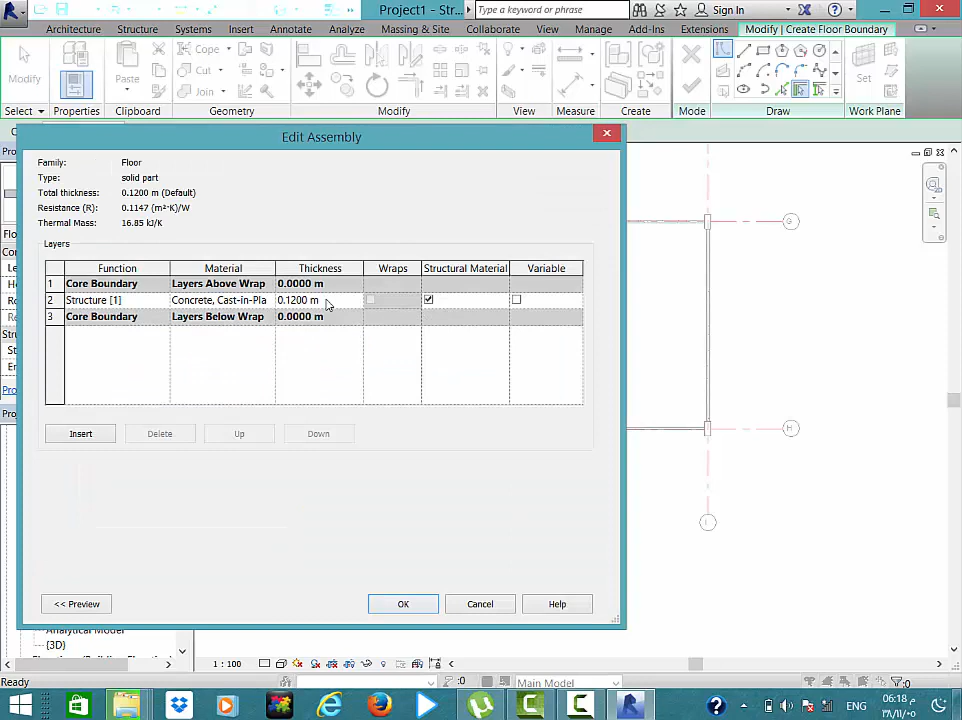 Project1 - Str...
Type a keyword or phrase
Sign In
Architecture Structure Systems Insert Annotate Analyze Massing & Site Collaborate View Manage Add-Ins Extensions Modify | Create Floor Boundary
Modify
Paste
Cope
Cut
Join
Set
Select Properties Clipboard Geometry Modify View Measure Create Mode Draw Work Plane
Edit Assembly
Family: Floor
Type: solid part
Total thickness: 0.1200 m (Default)
Resistance (R): 0.1147 (m²·K)/W
Thermal Mass: 16.85 kJ/K
Layers
Function Material Thickness Wraps Structural Material Variable
1 Core Boundary Layers Above Wrap 0.0000 m
2 Structure [1] Concrete, Cast-in-Pla 0.1200 m
3 Core Boundary Layers Below Wrap 0.0000 m
Insert Delete Up Down
<< Preview OK Cancel Help
G
H
Analytical Model
{3D}
1 : 100
Ready
:0
Main Model
:0
06:18 م